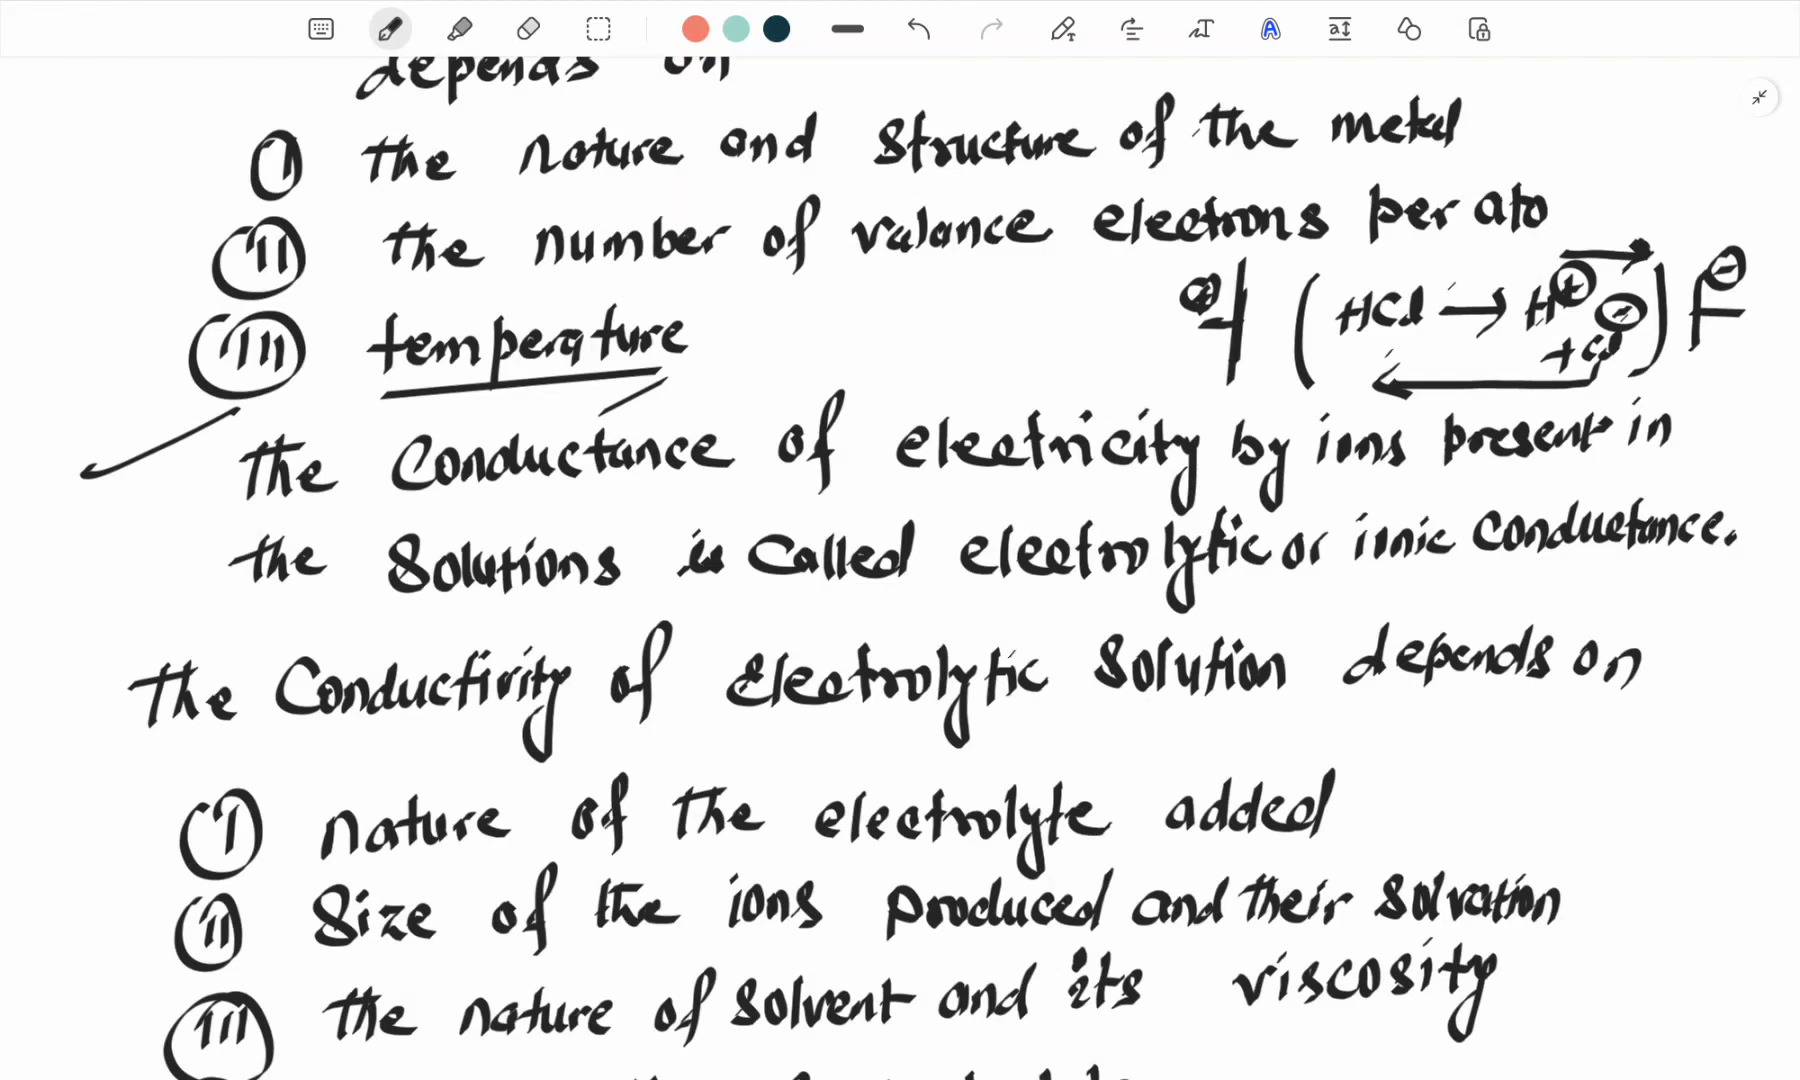 depends on
I the nature and structure of the metal
II the number of valance electrons per ato
III temperature
+ ( HCl → H+ + Cl- ) -
the Conductance of electricity by ions present in
the Solutions is Called electrolytic or ionic Conductance.
The Conductivity of Electrolytic Solution depends on
I nature of the electrolyte added
II Size of the ions produced and their solvation
III the nature of solvent and its viscosity